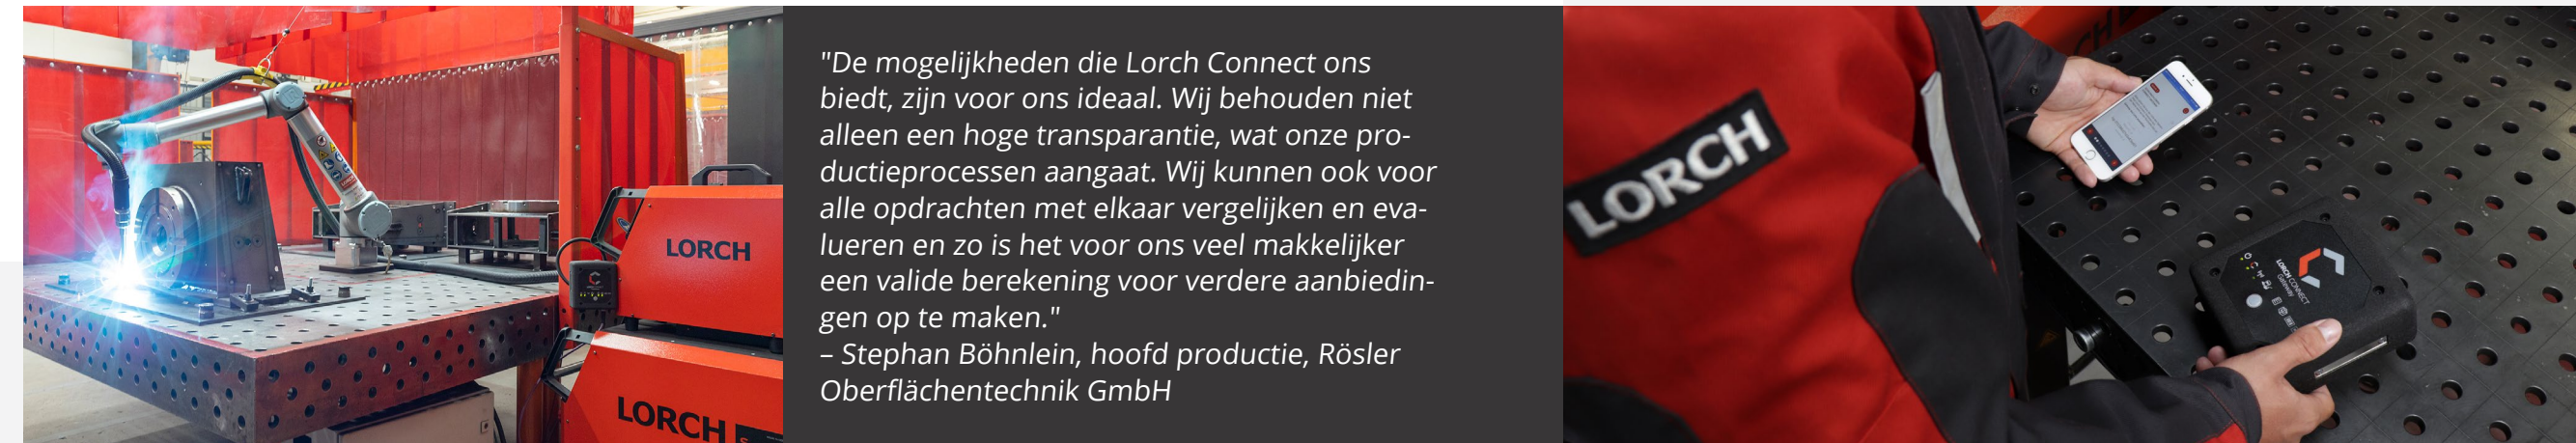 LORCH
LORCH
"De mogelijkheden die Lorch Connect ons
biedt, zijn voor ons ideaal. Wij behouden niet
alleen een hoge transparantie, wat onze pro-
ductieprocessen aangaat. Wij kunnen ook voor
alle opdrachten met elkaar vergelijken en eva-
lueren en zo is het voor ons veel makkelijker
een valide berekening voor verdere aanbiedin-
gen op te maken."
– Stephan Böhnlein, hoofd productie, Rösler
Oberflächentechnik GmbH
LORCH
LORCH CONNECT
Gateway